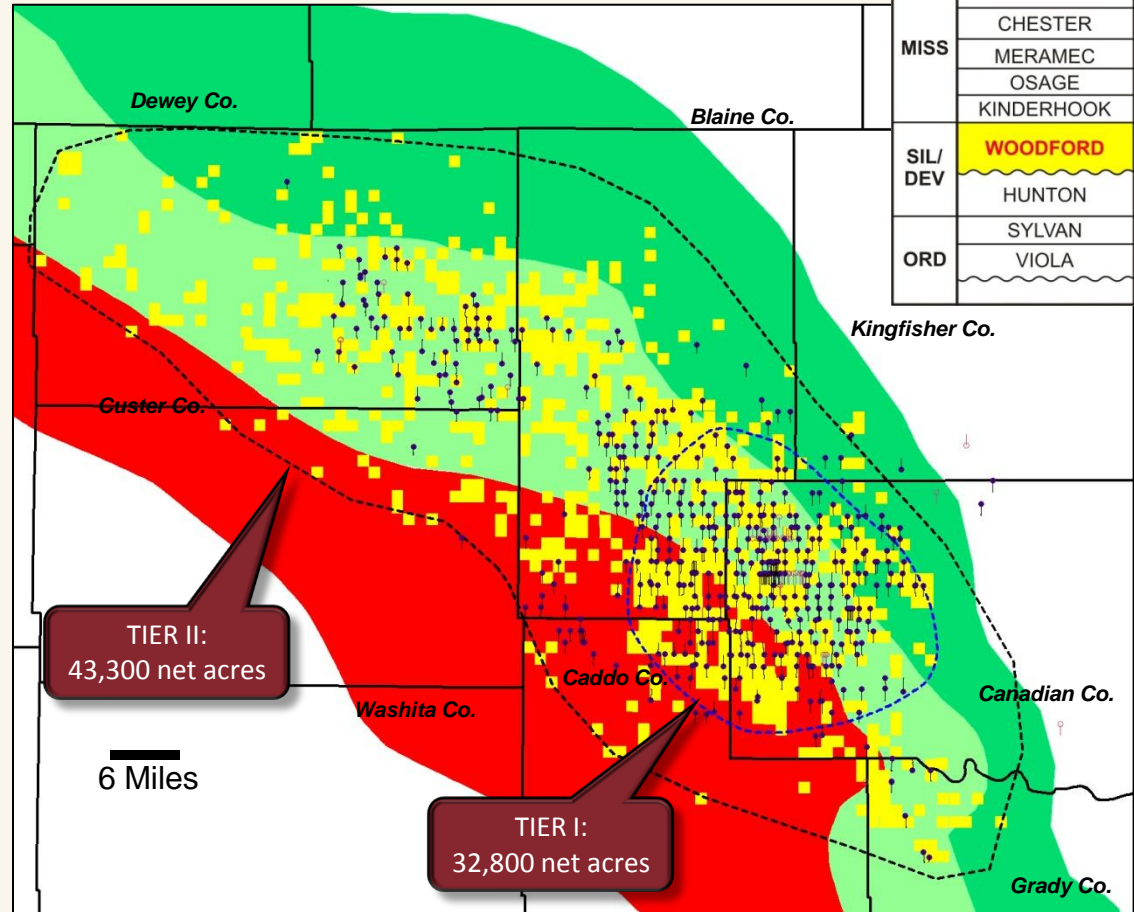 CHESTER
MISS
MERAMEC
OSAGE
KINDERHOOK
SIL/
DEV
WOODFORD
HUNTON
SYLVAN
ORD
VIOLA
Dewey Co.
Blaine Co.
Kingfisher Co.
Custer Co.
TIER II:
43,300 net acres
Caddo Co.
Washita Co.
Canadian Co.
6 Miles
TIER I:
32,800 net acres
Grady Co.